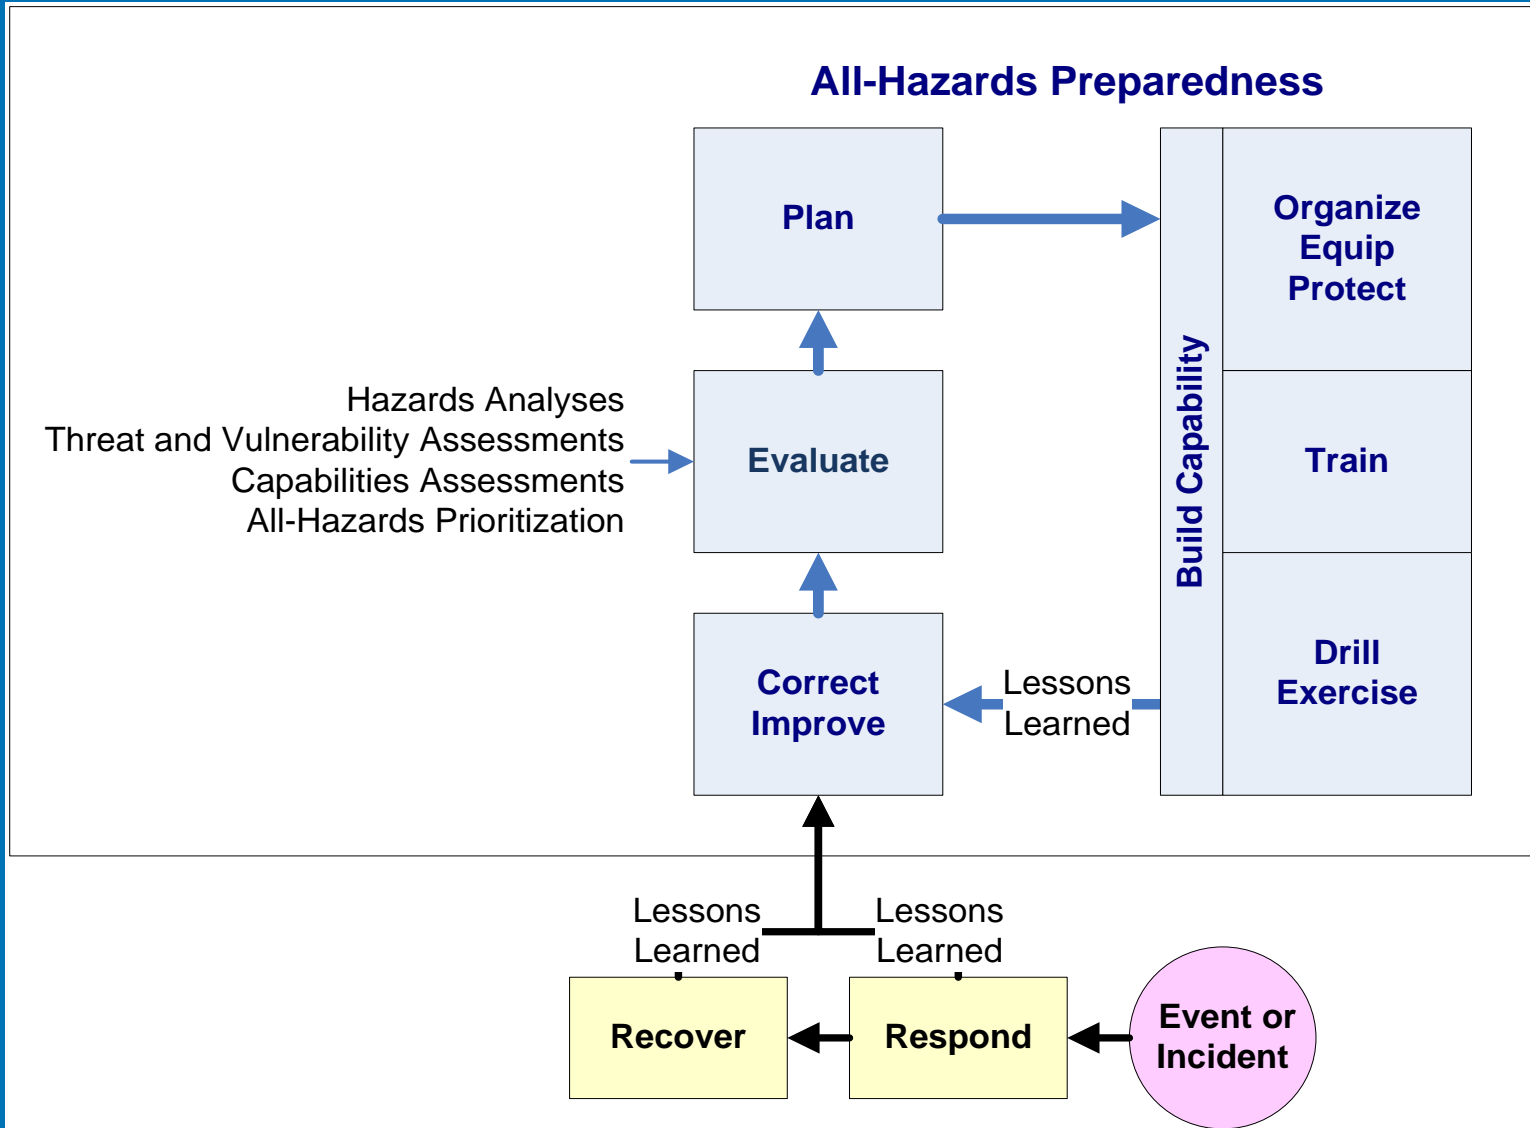 All-Hazards Preparedness
Plan
Organize
Equip
Protect
Build Capability
Hazards Analyses
Threat and Vulnerability Assessments
Capabilities Assessments
All-Hazards Prioritization
Evaluate
Train
Correct
Improve
Lessons
Learned
Drill
Exercise
Lessons
Learned
Lessons
Learned
Recover
Respond
Event or
Incident